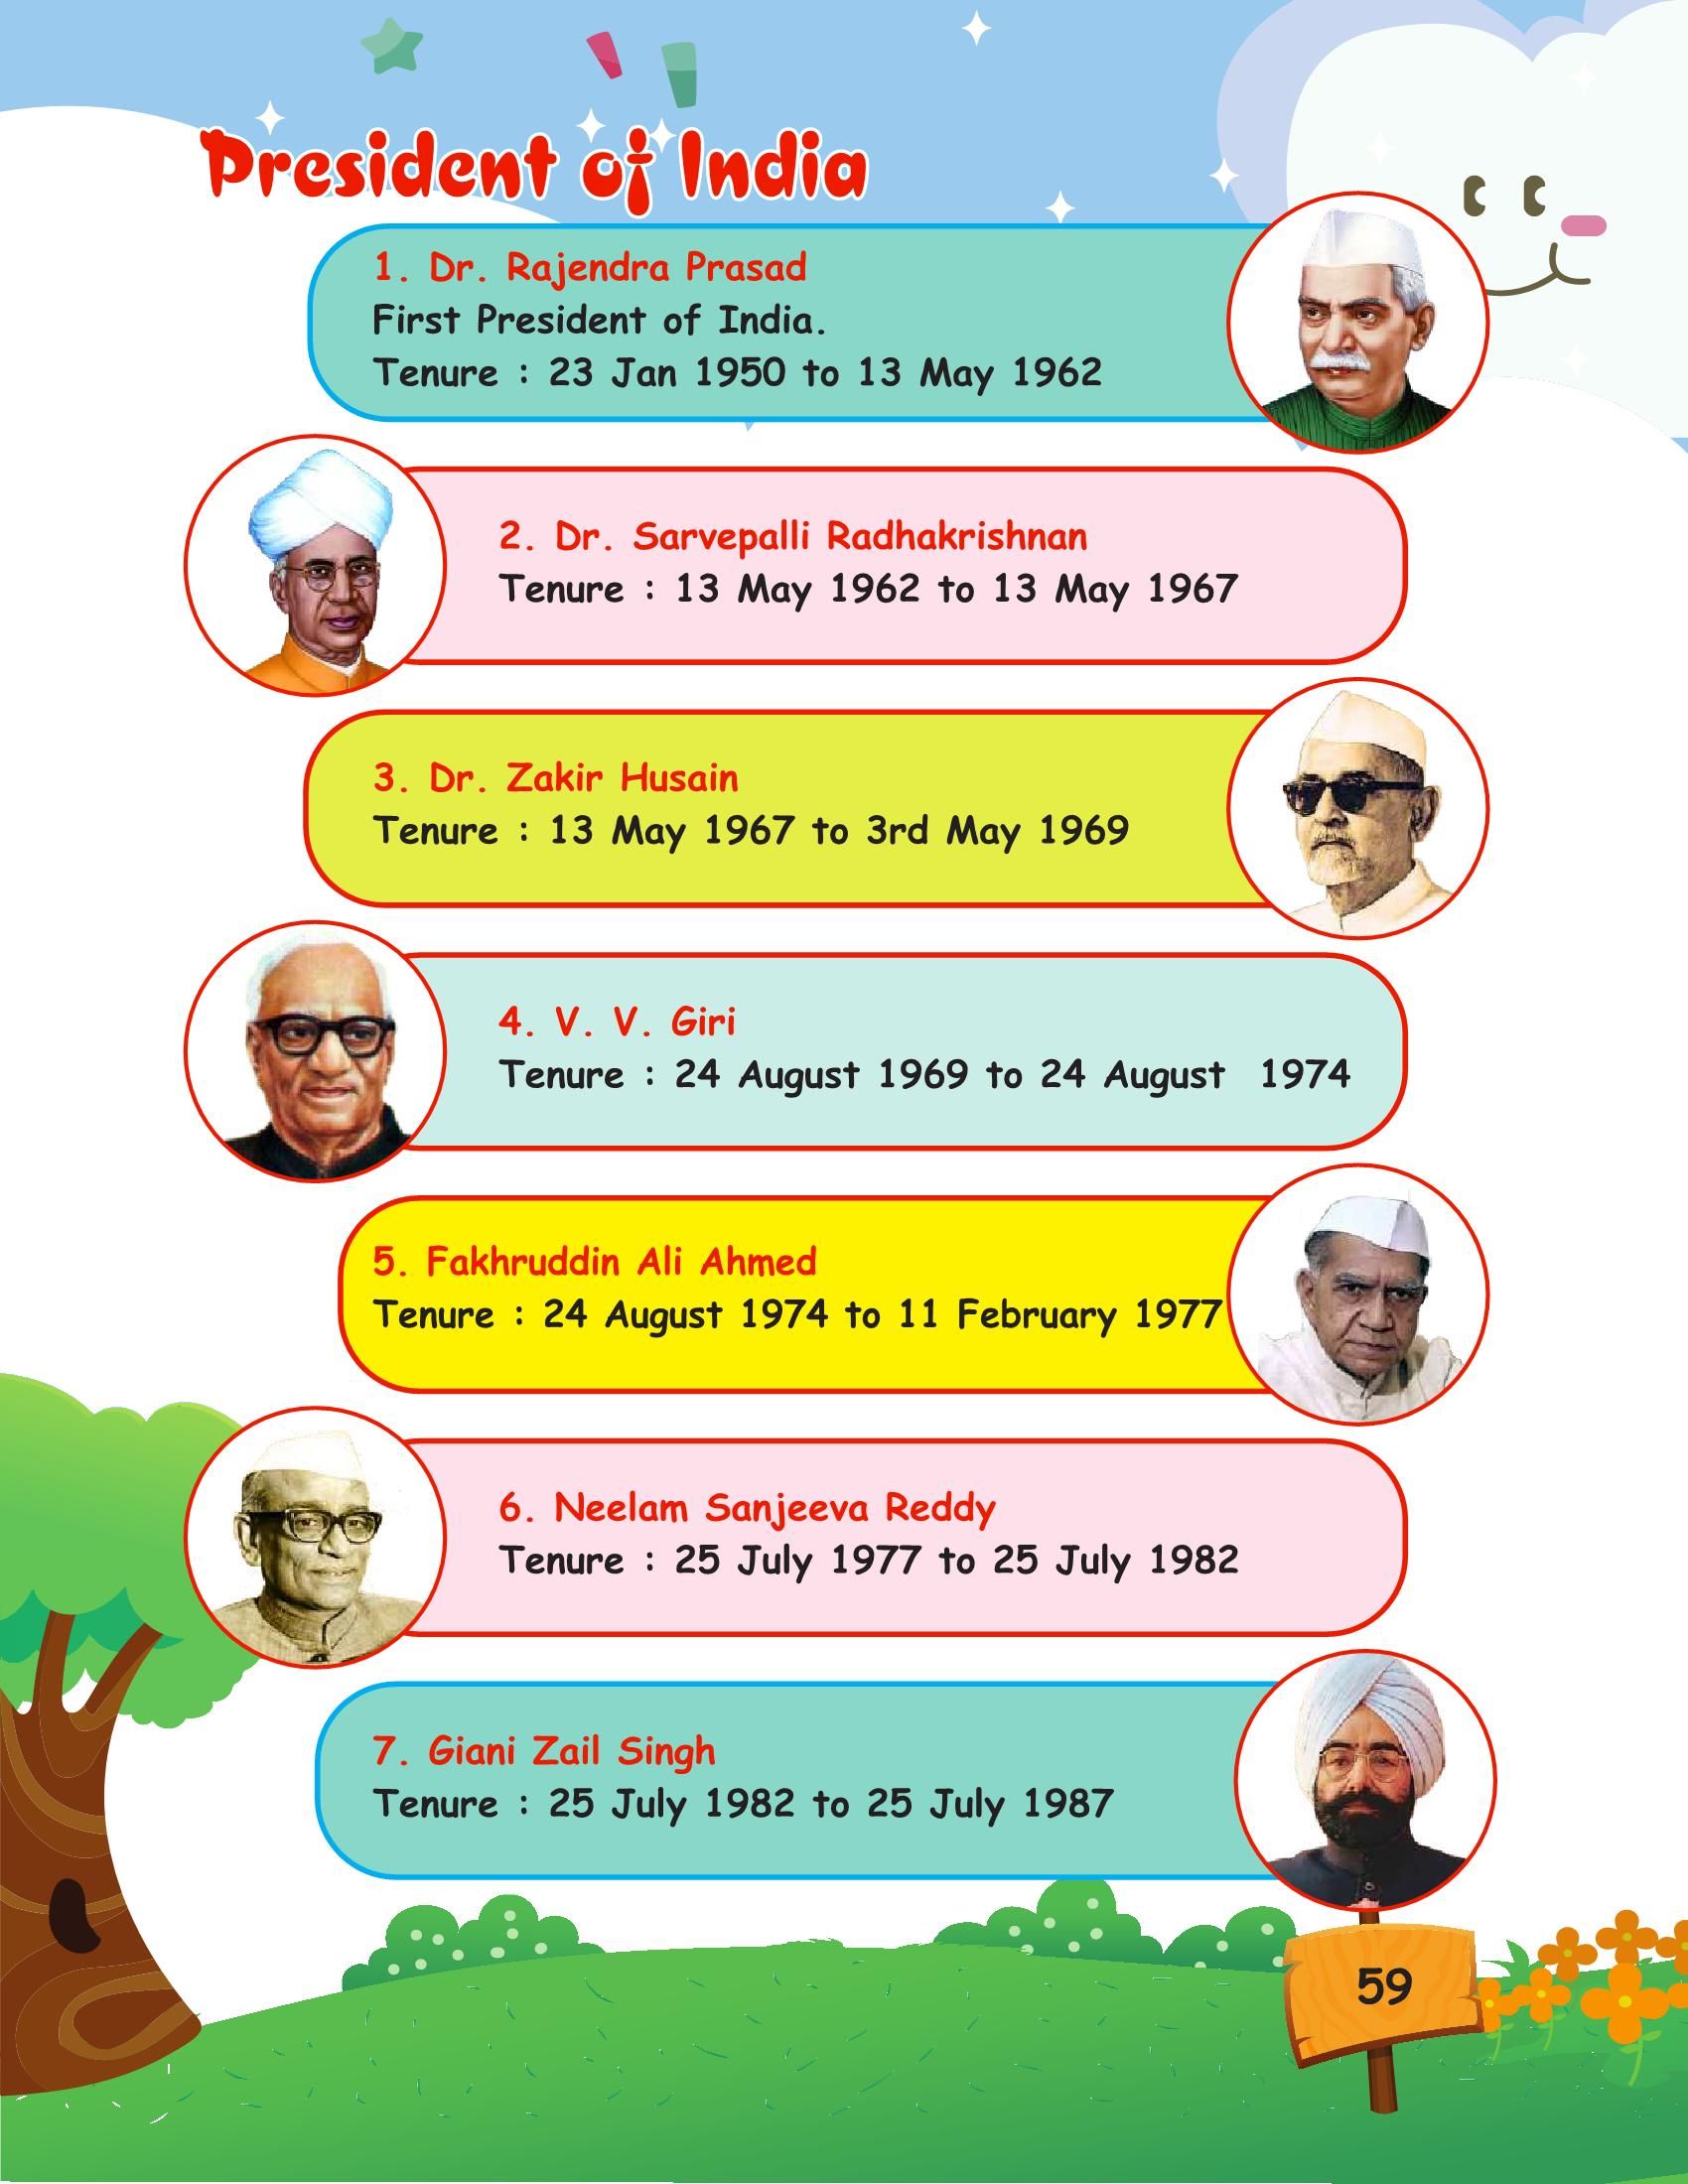 President of India
1. Dr. Rajendra Prasad
First President of India.
Tenure : 23 Jan 1950 to 13 May 1962
2. Dr. Sarvepalli Radhakrishnan
Tenure : 13 May 1962 to 13 May 1967
3. Dr. Zakir Husain
Tenure : 13 May 1967 to 3rd May 1969
4. V. V. Giri
Tenure : 24 August 1969 to 24 August 1974
5. Fakhruddin Ali Ahmed
Tenure : 24 August 1974 to 11 February 1977
6. Neelam Sanjeeva Reddy
Tenure : 25 July 1977 to 25 July 1982
7. Giani Zail Singh
Tenure : 25 July 1982 to 25 July 1987
59